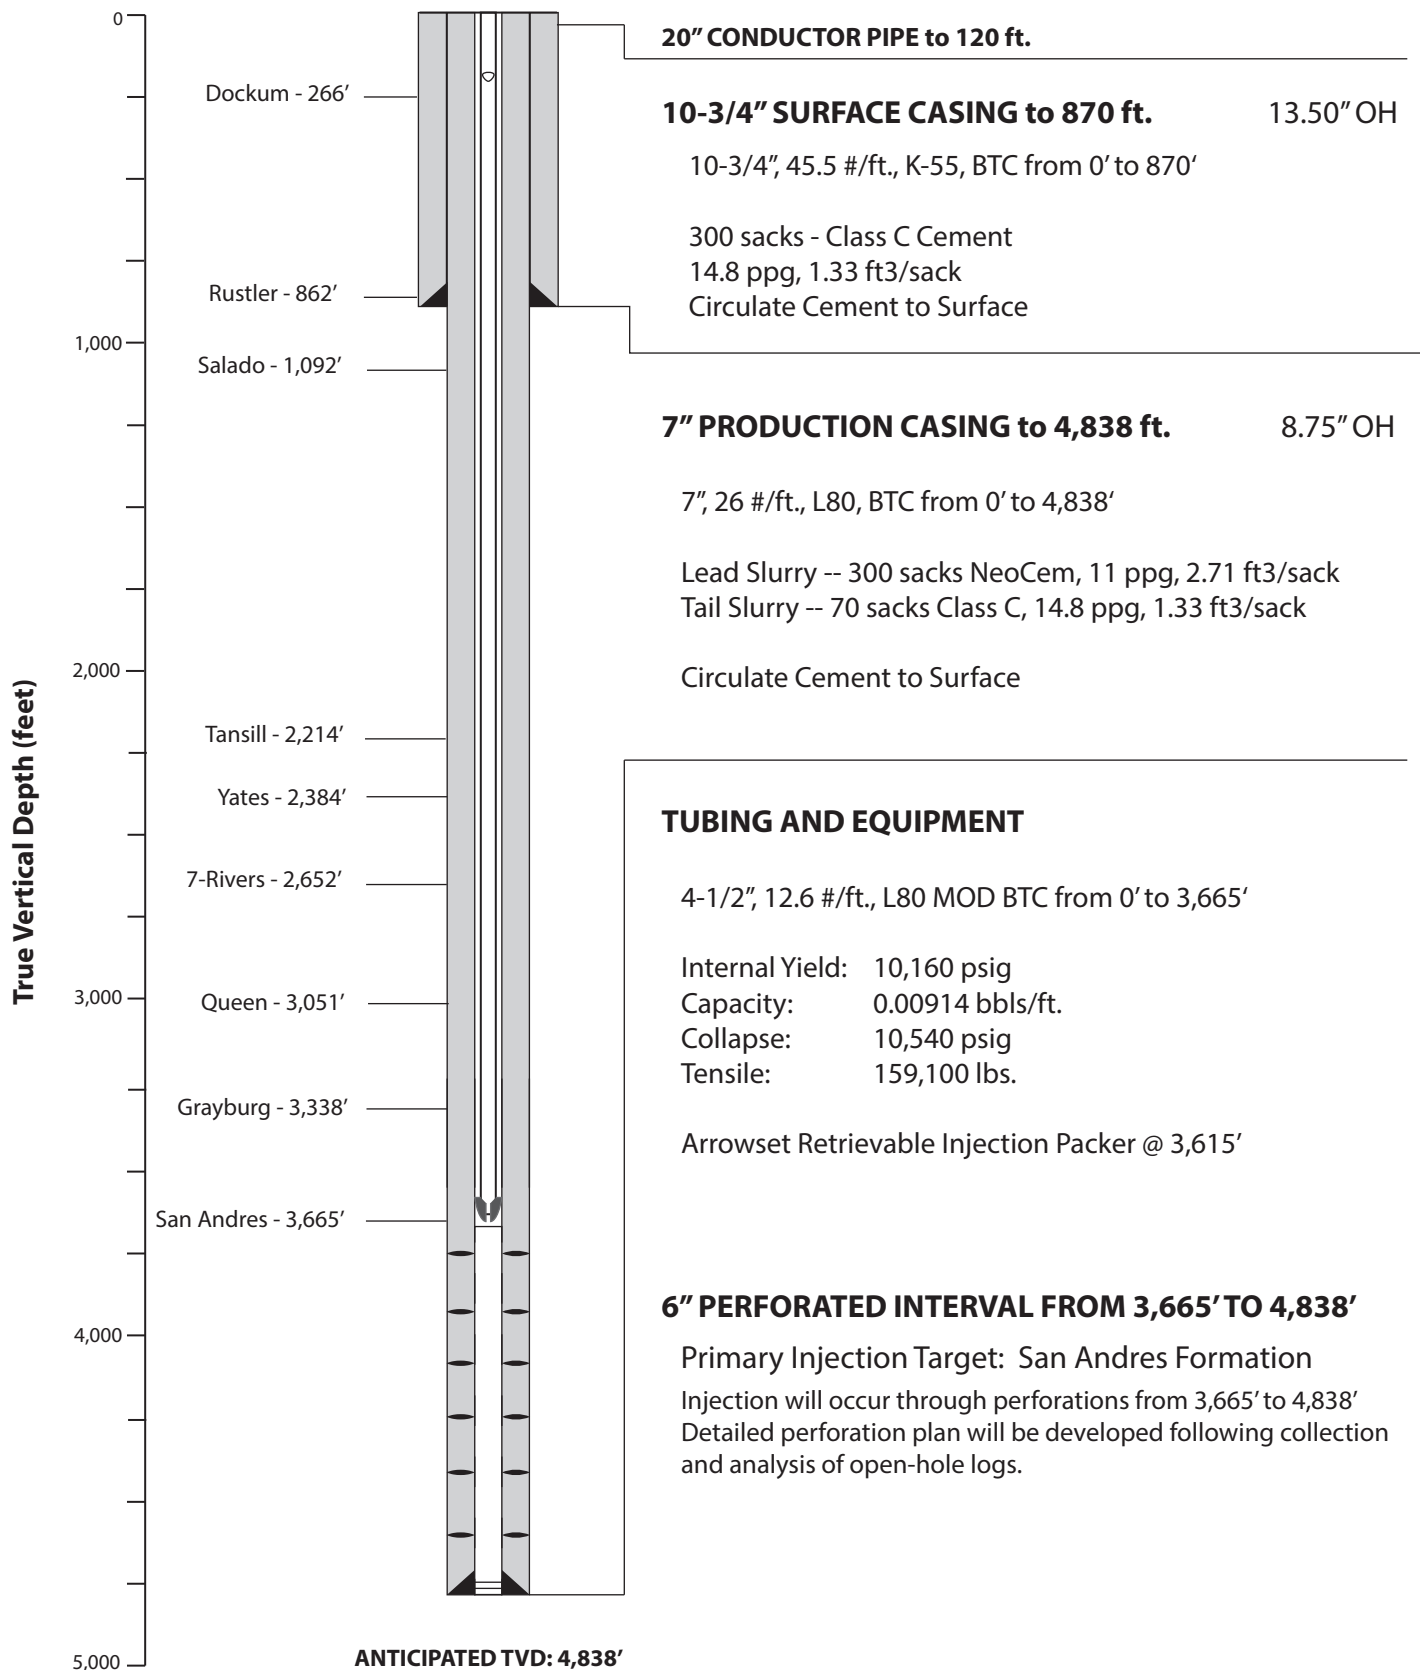 True Vertical Depth (feet)
0
1,000
2,000
3,000
4,000
5,000
Dockum - 266’
Rustler - 862’
Salado - 1,092’
Tansill - 2,214’
Yates - 2,384’
7-Rivers - 2,652’
Queen - 3,051’
Grayburg - 3,338’
San Andres - 3,665’
ANTICIPATED TVD: 4,838’
20” CONDUCTOR PIPE to 120 ft.
10-3/4” SURFACE CASING to 870 ft. 13.50” OH
10-3/4”, 45.5 #/ft., K-55, BTC from 0’ to 870‘
300 sacks - Class C Cement
14.8 ppg, 1.33 ft3/sack
Circulate Cement to Surface
7” PRODUCTION CASING to 4,838 ft. 8.75” OH
7”, 26 #/ft., L80, BTC from 0’ to 4,838‘
Lead Slurry -- 300 sacks NeoCem, 11 ppg, 2.71 ft3/sack
Tail Slurry -- 70 sacks Class C, 14.8 ppg, 1.33 ft3/sack
Circulate Cement to Surface
TUBING AND EQUIPMENT
4-1/2”, 12.6 #/ft., L80 MOD BTC from 0’ to 3,665‘
Internal Yield: 10,160 psig
Capacity: 0.00914 bbls/ft.
Collapse: 10,540 psig
Tensile: 159,100 lbs.
Arrowset Retrievable Injection Packer @ 3,615’
6” PERFORATED INTERVAL FROM 3,665’ TO 4,838’
Primary Injection Target: San Andres Formation
Injection will occur through perforations from 3,665’ to 4,838’
Detailed perforation plan will be developed following collection
and analysis of open-hole logs.